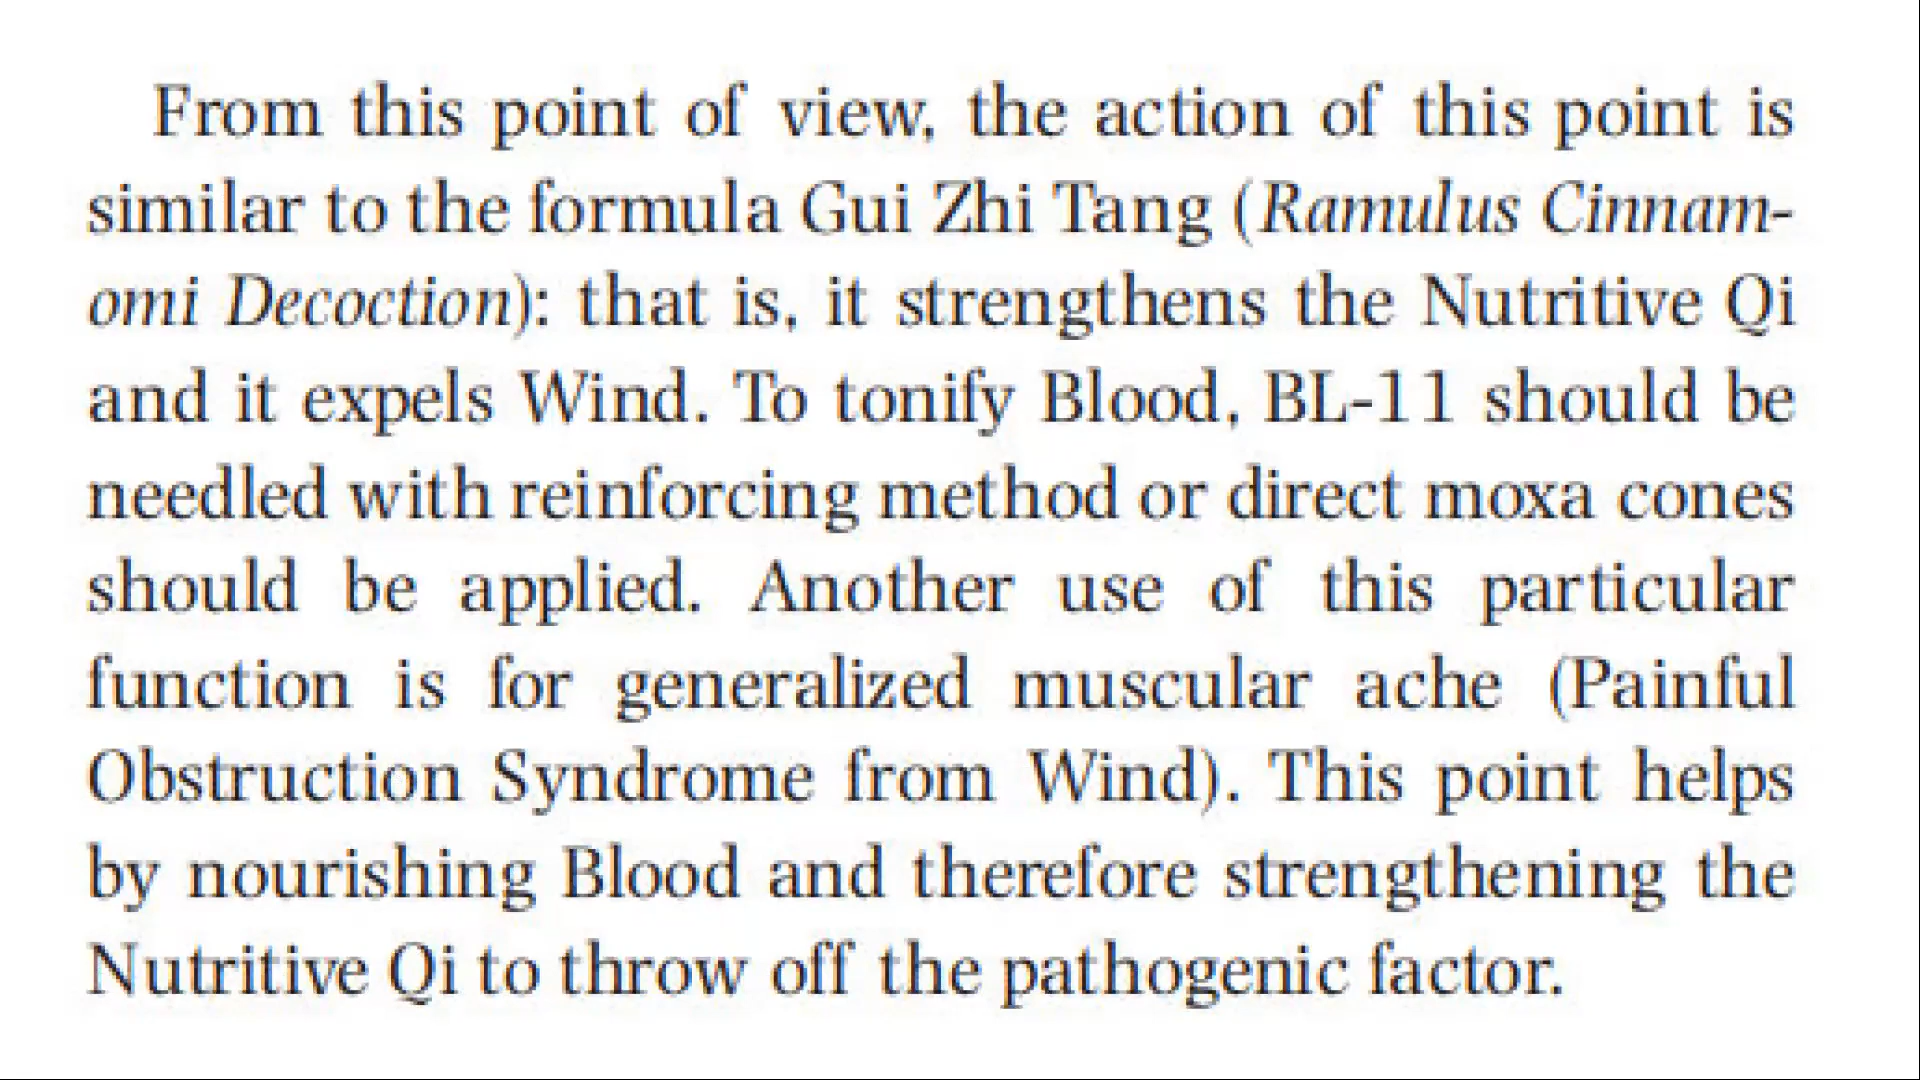 From this point of view, the action of this point is
similar to the formula Gui Zhi Tang (Ramulus Cinnam-
omi Decoction): that is, it strengthens the Nutritive Qi
and it expels Wind. To tonify Blood, BL-11 should be
needled with reinforcing method or direct moxa cones
should be applied. Another use of this particular
function is for generalized muscular ache (Painful
Obstruction Syndrome from Wind). This point helps
by nourishing Blood and therefore strengthening the
Nutritive Qi to throw off the pathogenic factor.